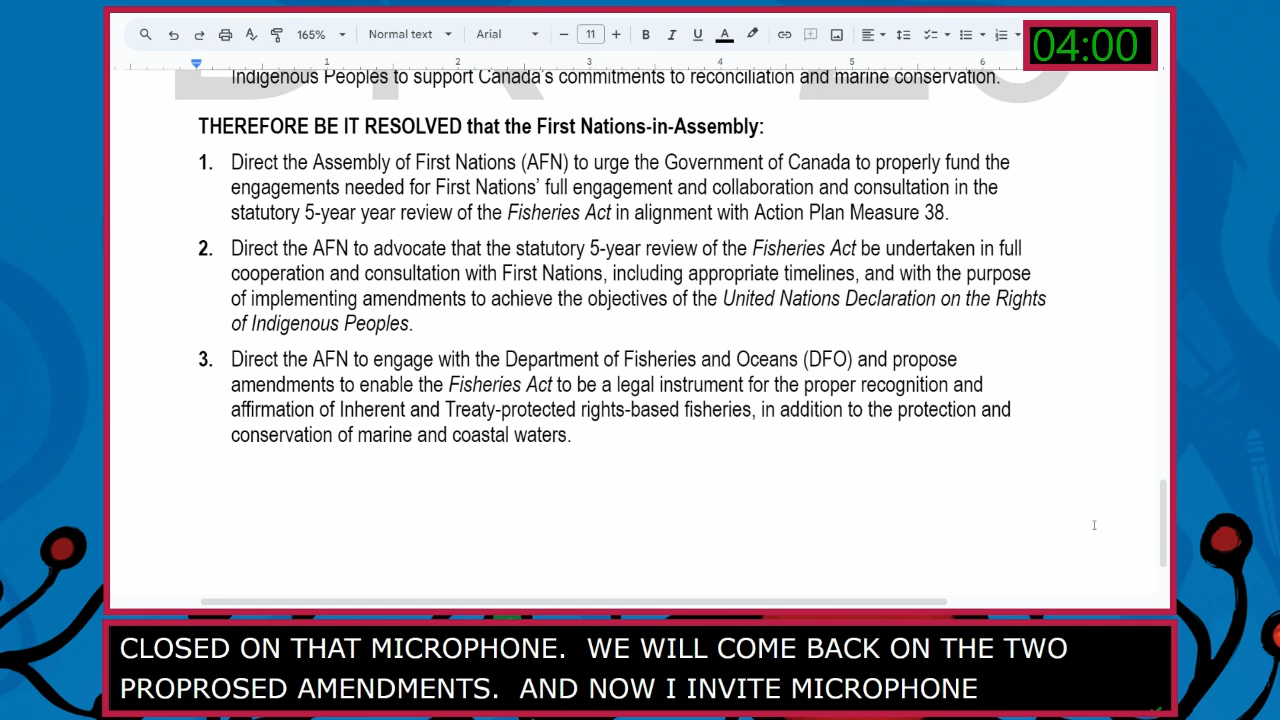 165%
Normal text
Arial
11
B
I
U
A
04:00
1
2
3
4
5
6
Indigenous Peoples to support Canada's commitments to reconciliation and marine conservation.
THEREFORE BE IT RESOLVED that the First Nations-in-Assembly:
1. Direct the Assembly of First Nations (AFN) to urge the Government of Canada to properly fund the
engagements needed for First Nations' full engagement and collaboration and consultation in the
statutory 5-year year review of the Fisheries Act in alignment with Action Plan Measure 38.
2. Direct the AFN to advocate that the statutory 5-year review of the Fisheries Act be undertaken in full
cooperation and consultation with First Nations, including appropriate timelines, and with the purpose
of implementing amendments to achieve the objectives of the United Nations Declaration on the Rights
of Indigenous Peoples.
3. Direct the AFN to engage with the Department of Fisheries and Oceans (DFO) and propose
amendments to enable the Fisheries Act to be a legal instrument for the proper recognition and
affirmation of Inherent and Treaty-protected rights-based fisheries, in addition to the protection and
conservation of marine and coastal waters.
CLOSED ON THAT MICROPHONE.  WE WILL COME BACK ON THE TWO
PROPROSED AMENDMENTS.  AND NOW I INVITE MICROPHONE